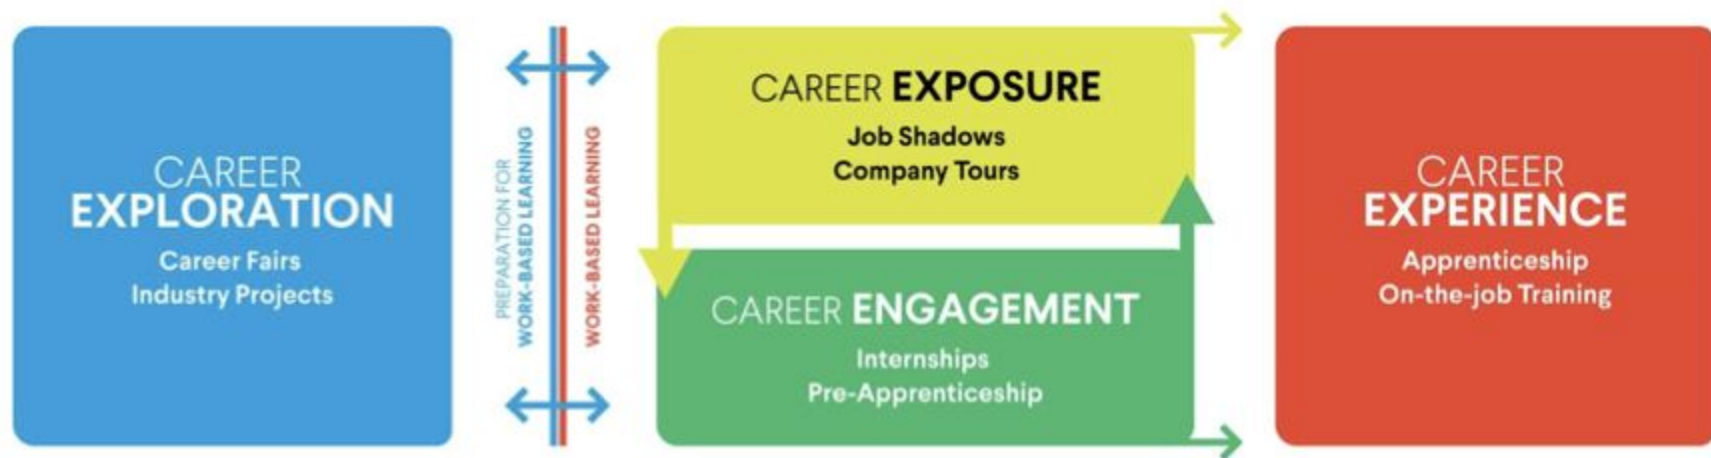 CAREER
EXPLORATION
Career Fairs
Industry Projects
PREPARATION FOR
WORK-BASED LEARNING
WORK-BASED LEARNING
CAREER EXPOSURE
Job Shadows
Company Tours
CAREER ENGAGEMENT
Internships
Pre-Apprenticeship
CAREER
EXPERIENCE
Apprenticeship
On-the-job Training